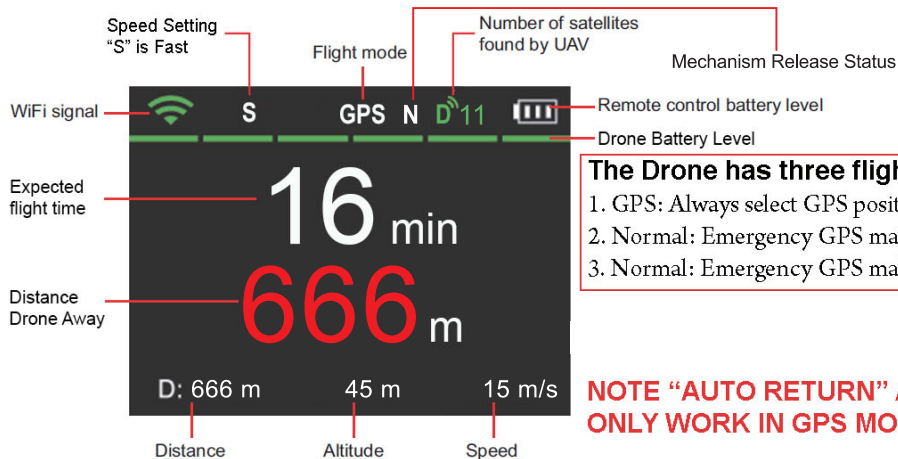 Speed Setting
“S” is Fast
Flight mode
Number of satellites
found by UAV
Mechanism Release Status
WiFi signal
S
GPS
N
D
11
Remote control battery level
Drone Battery Level
Expected
flight time
16 min
Distance
Drone Away
666 m
D: 666 m
45 m
15 m/s
Distance
Altitude
Speed
The Drone has three fligh
1. GPS: Always select GPS posit
2. Normal: Emergency GPS ma
3. Normal: Emergency GPS ma
NOTE “AUTO RETURN”
ONLY WORK IN GPS MO